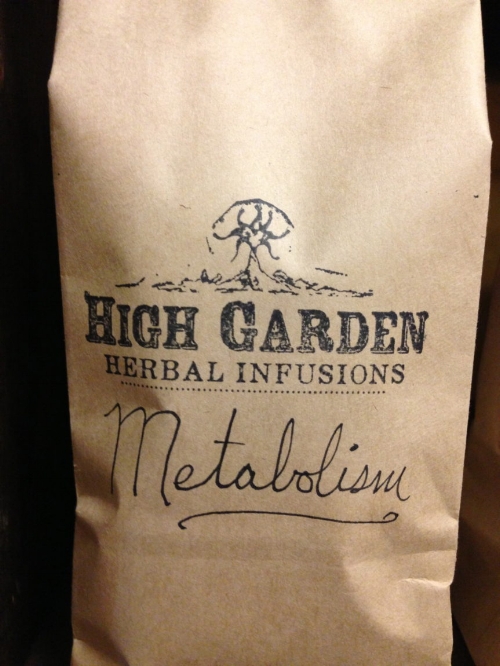 HIGH GARDEN
HERBAL INFUSIONS
Metabolism